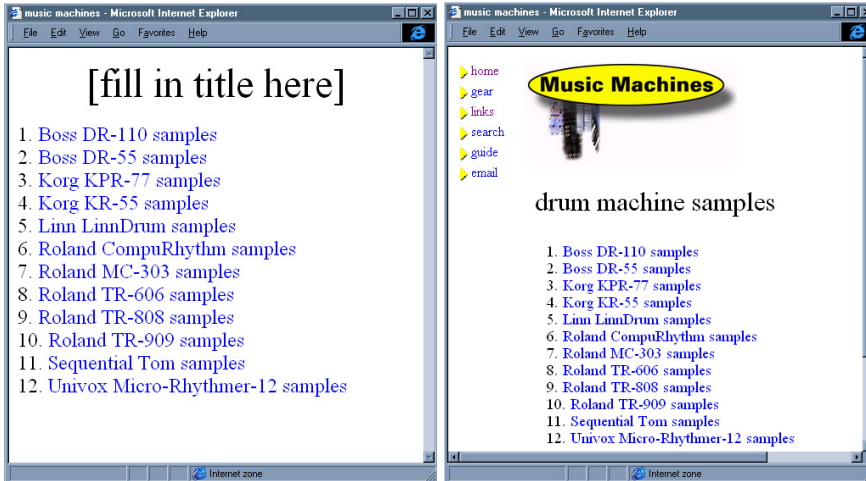 music machines - Microsoft Internet Explorer
File Edit View Go Favorites Help
[fill in title here]
1. Boss DR-110 samples
2. Boss DR-55 samples
3. Korg KPR-77 samples
4. Korg KR-55 samples
5. Linn LinnDrum samples
6. Roland CompuRhythm samples
7. Roland MC-303 samples
8. Roland TR-606 samples
9. Roland TR-808 samples
10. Roland TR-909 samples
11. Sequential Tom samples
12. Univox Micro-Rhythmer-12 samples
Internet zone
music machines - Microsoft Internet Explorer
File Edit View Go Favorites Help
home
gear
links
search
guide
email
Music Machines
drum machine samples
1. Boss DR-110 samples
2. Boss DR-55 samples
3. Korg KPR-77 samples
4. Korg KR-55 samples
5. Linn LinnDrum samples
6. Roland CompuRhythm samples
7. Roland MC-303 samples
8. Roland TR-606 samples
9. Roland TR-808 samples
10. Roland TR-909 samples
11. Sequential Tom samples
12. Univox Micro-Rhythmer-12 samples
Internet zone